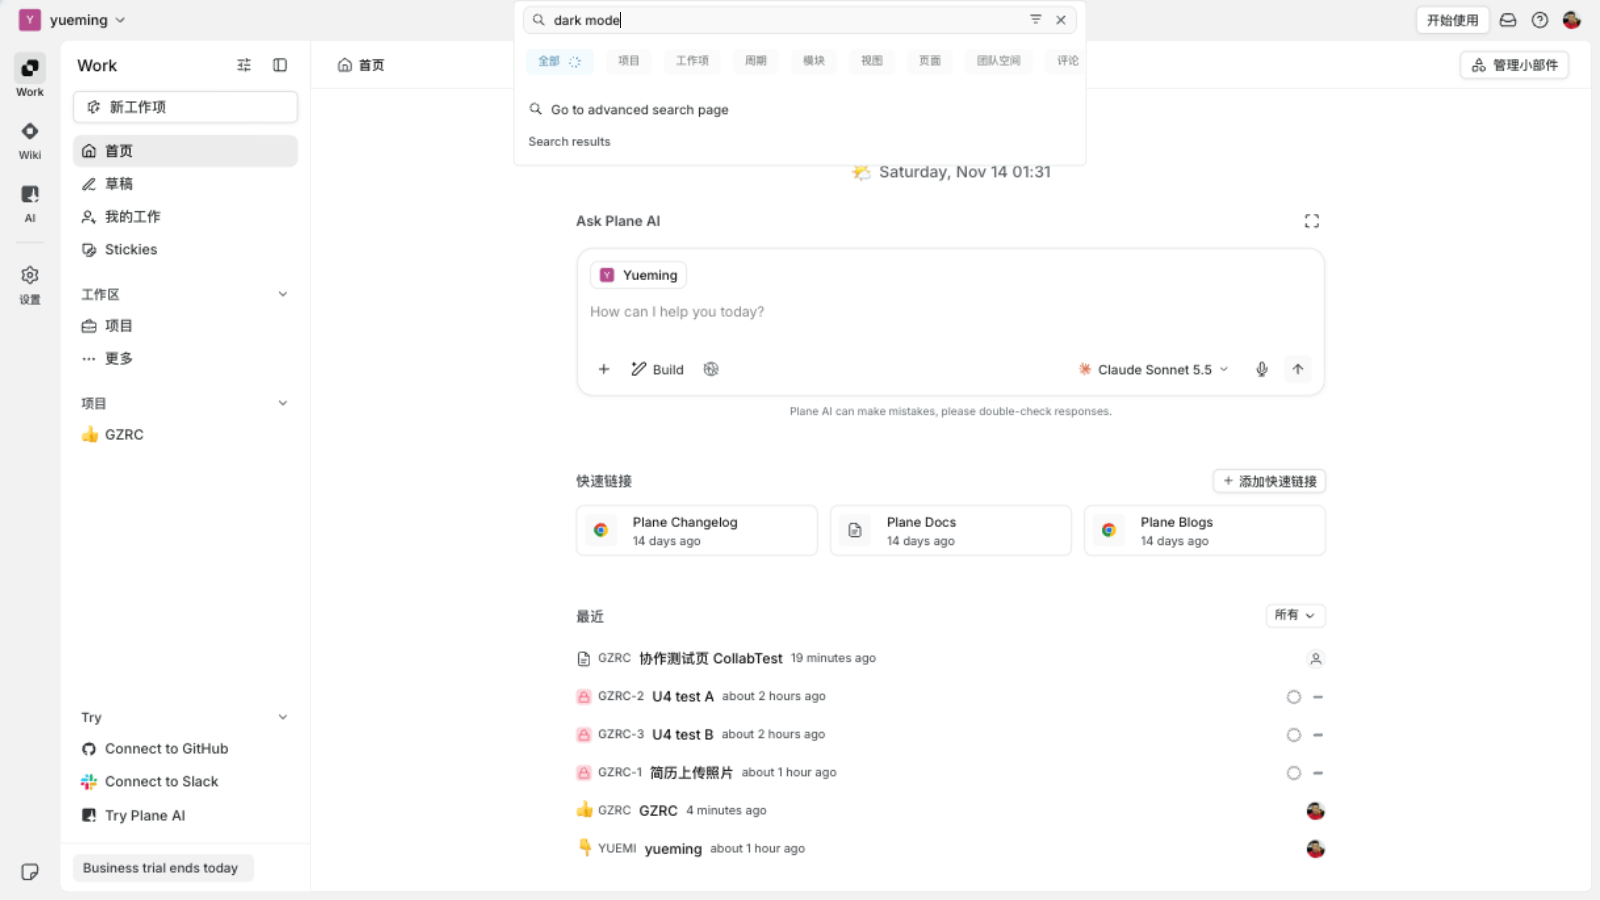 Y yueming
dark mode
开始使用
全部 项目 工作项 周期 模块 视图 页面 团队空间 评论
Go to advanced search page
Search results
Work
Wiki
AI
设置
Work
新工作项
首页
草稿
我的工作
Stickies
工作区
项目
更多
项目
GZRC
Try
Connect to GitHub
Connect to Slack
Try Plane AI
Business trial ends today
首页
管理小部件
Saturday, Nov 14 01:31
Ask Plane AI
Y Yueming
How can I help you today?
Build
Claude Sonnet 5.5
Plane AI can make mistakes, please double-check responses.
快速链接
添加快速链接
Plane Changelog
14 days ago
Plane Docs
14 days ago
Plane Blogs
14 days ago
最近
所有
GZRC 协作测试页 CollabTest 19 minutes ago
GZRC-2 U4 test A about 2 hours ago
GZRC-3 U4 test B about 2 hours ago
GZRC-1 简历上传照片 about 1 hour ago
GZRC GZRC 4 minutes ago
YUEMI yueming about 1 hour ago